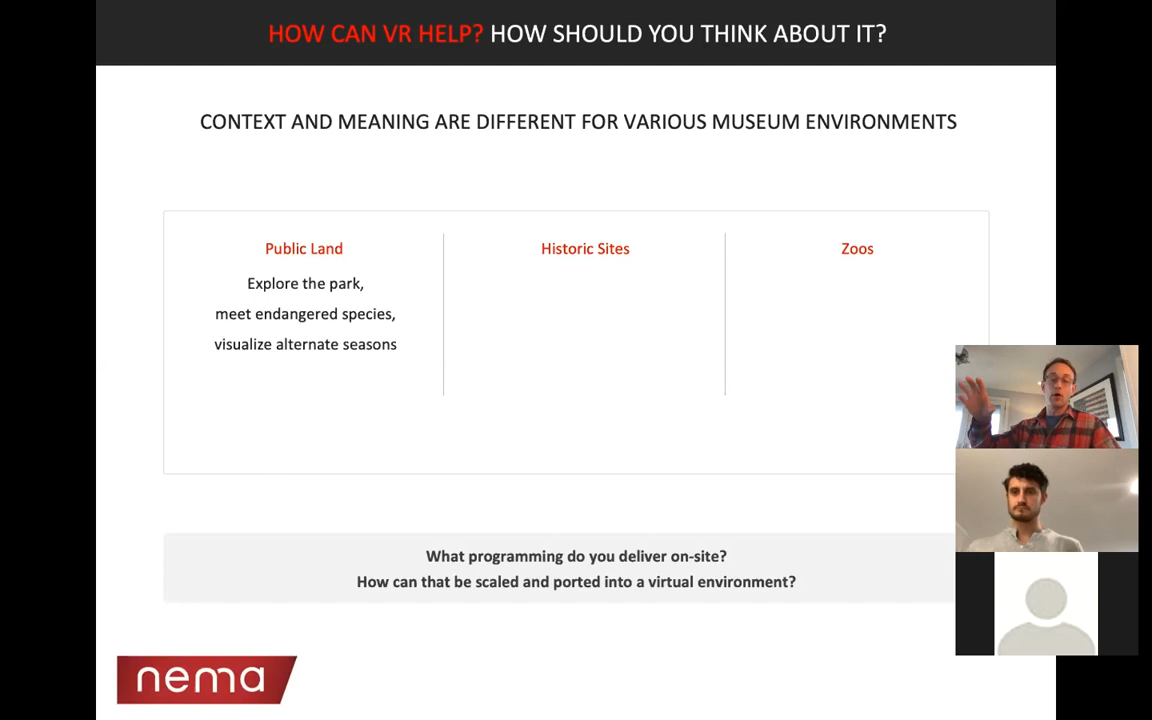 HOW CAN VR HELP? HOW SHOULD YOU THINK ABOUT IT?
CONTEXT AND MEANING ARE DIFFERENT FOR VARIOUS MUSEUM ENVIRONMENTS
Public Land
Explore the park,
meet endangered species,
visualize alternate seasons
Historic Sites
Zoos
What programming do you deliver on-site?
How can that be scaled and ported into a virtual environment?
nema